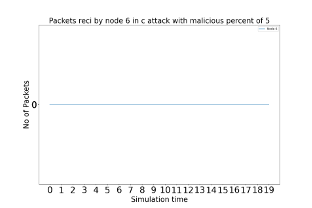 Packets reci by node 6 in c attack with malicious percent of 5
No of Packets
0
0 1 2 3 4 5 6 7 8 9 10 11 12 13 14 15 16 17 18 19
Simulation time